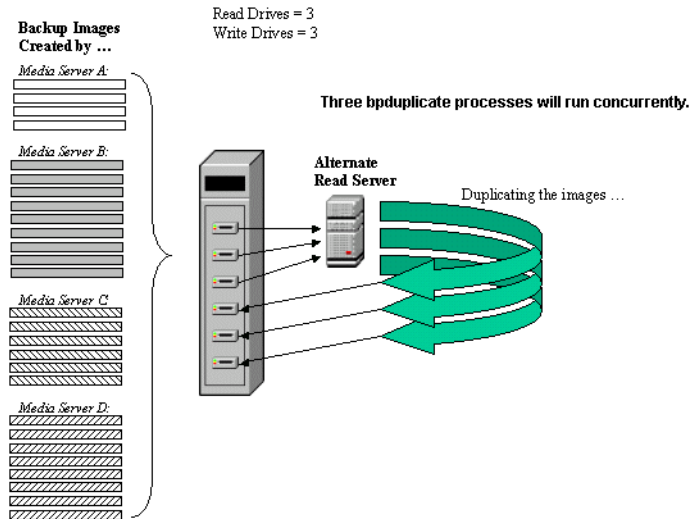 Read Drives = 3
Write Drives = 3
Backup Images
Created by ...
Media Server A:
Three bpduplicate processes will run concurrently.
Media Server B:
Alternate
Read Server
Duplicating the images ...
Media Server C
Media Server D: